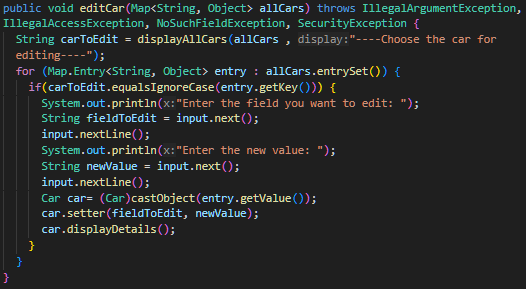 public void editCar(Map<String, Object> allCars) throws IllegalArgumentException,
IllegalAccessException, NoSuchFieldException, SecurityException {
String carToEdit = displayAllCars(allCars , display:"----Choose the car for
editing----");
for (Map.Entry<String, Object> entry : allCars.entrySet()) {
if(carToEdit.equalsIgnoreCase(entry.getKey())) {
System.out.println(x:"Enter the field you want to edit: ");
String fieldToEdit = input.next();
input.nextLine();
System.out.println(x:"Enter the new value: ");
String newValue = input.next();
input.nextLine();
Car car= (Car)castObject(entry.getValue());
car.setter(fieldToEdit, newValue);
car.displayDetails();
}
}
}